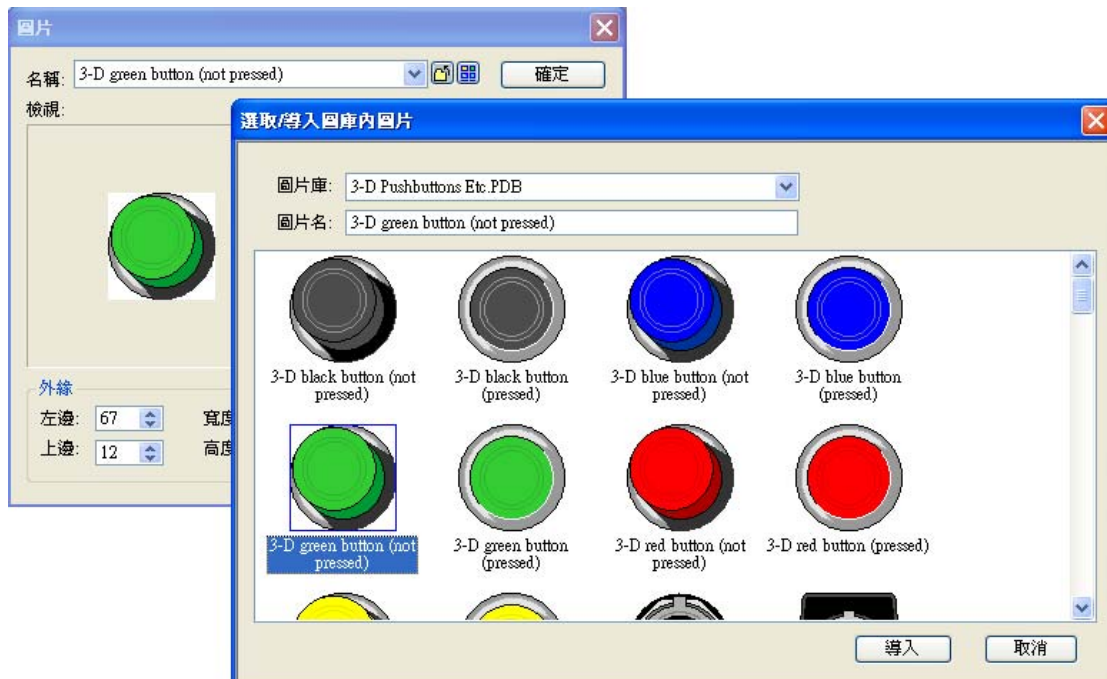 圖片
名稱: 3-D green button (not pressed) 確定
檢視:
外緣
左邊: 67 寬度
上邊: 12 高度
選取/導入圖庫內圖片
圖片庫: 3-D Pushbuttons Etc.PDB
圖片名: 3-D green button (not pressed)
3-D black button (not
pressed)
3-D black button
(pressed)
3-D blue button (not
pressed)
3-D blue button
(pressed)
3-D green button (not
pressed)
3-D green button
(pressed)
3-D red button (not
pressed)
3-D red button (pressed)
導入 取消